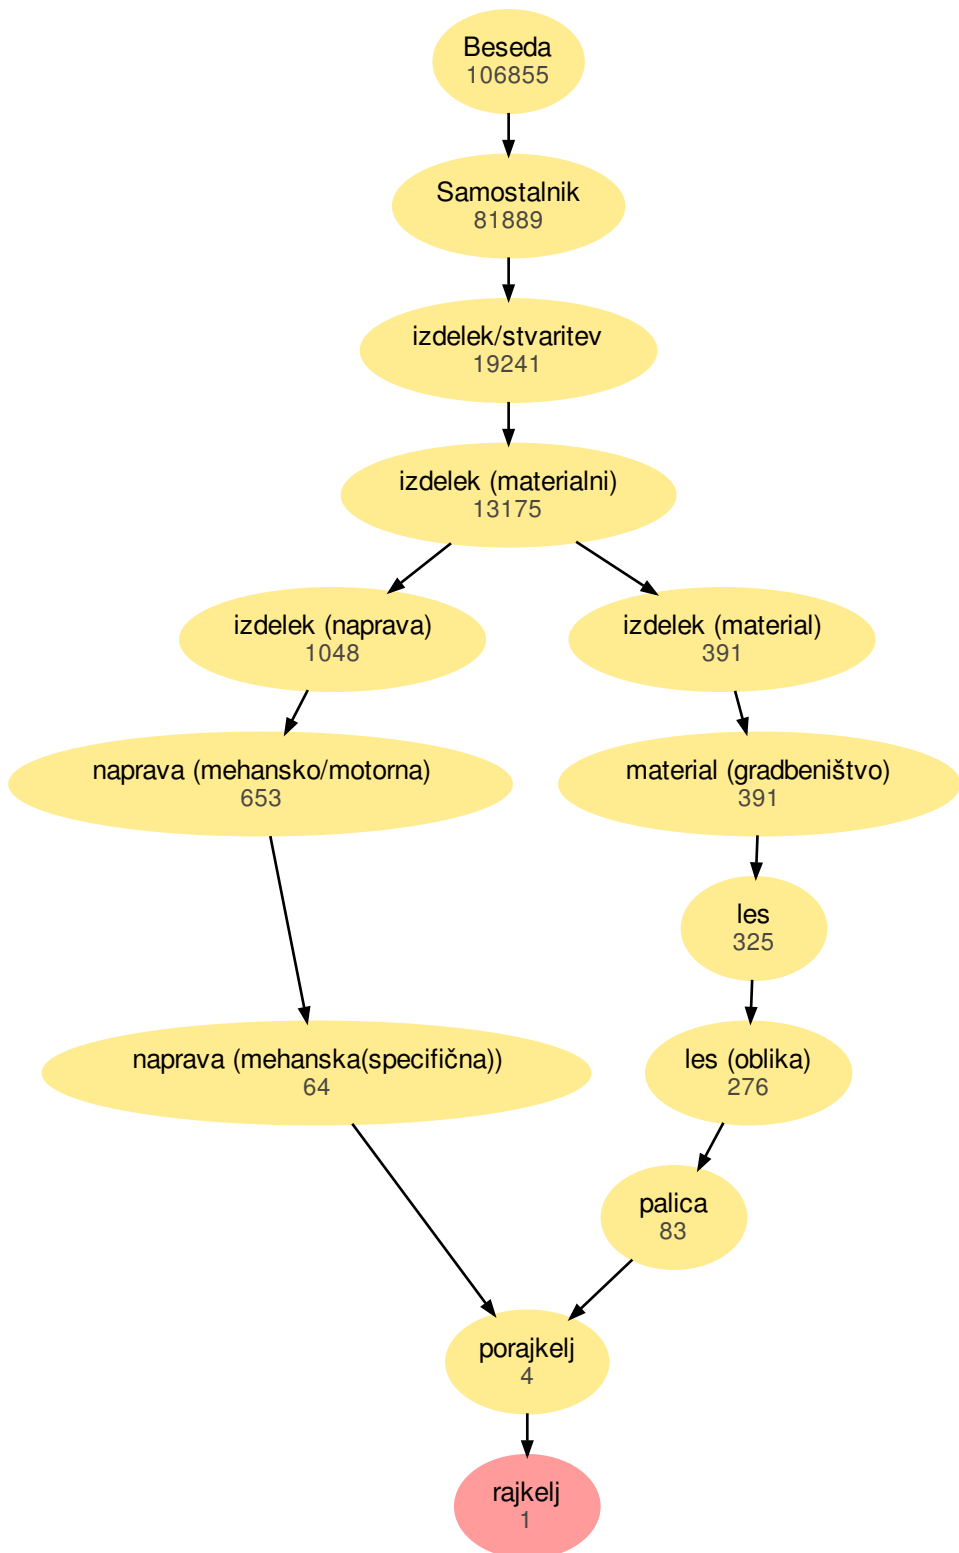 Beseda
106855
Samostalnik
81889
izdelek/stvaritev
19241
izdelek (materialni)
13175
izdelek (naprava)
1048
izdelek (material)
391
naprava (mehansko/motorna)
653
material (gradbeništvo)
391
les
325
naprava (mehanska(specifična))
64
les (oblika)
276
palica
83
porajkelj
4
rajkelj
1